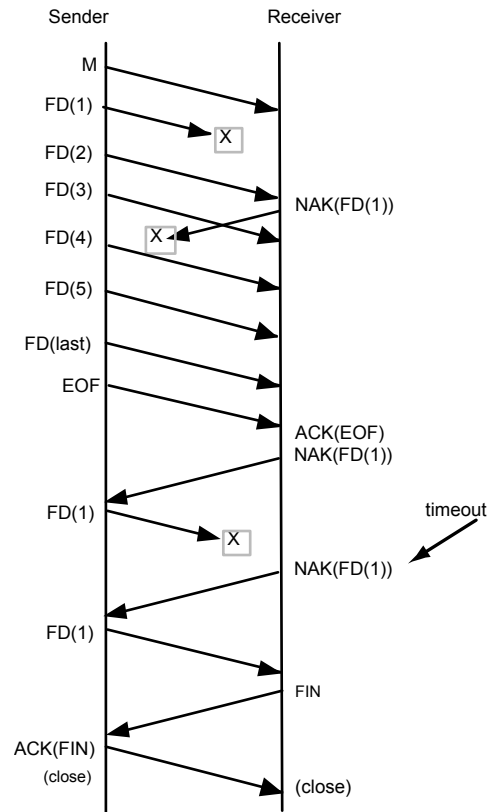 Sender
Receiver
M
FD(1)
X
FD(2)
FD(3)
NAK(FD(1))
X
FD(4)
FD(5)
FD(last)
EOF
ACK(EOF)
NAK(FD(1))
timeout
FD(1)
X
NAK(FD(1))
FD(1)
FIN
ACK(FIN)
(close)
(close)